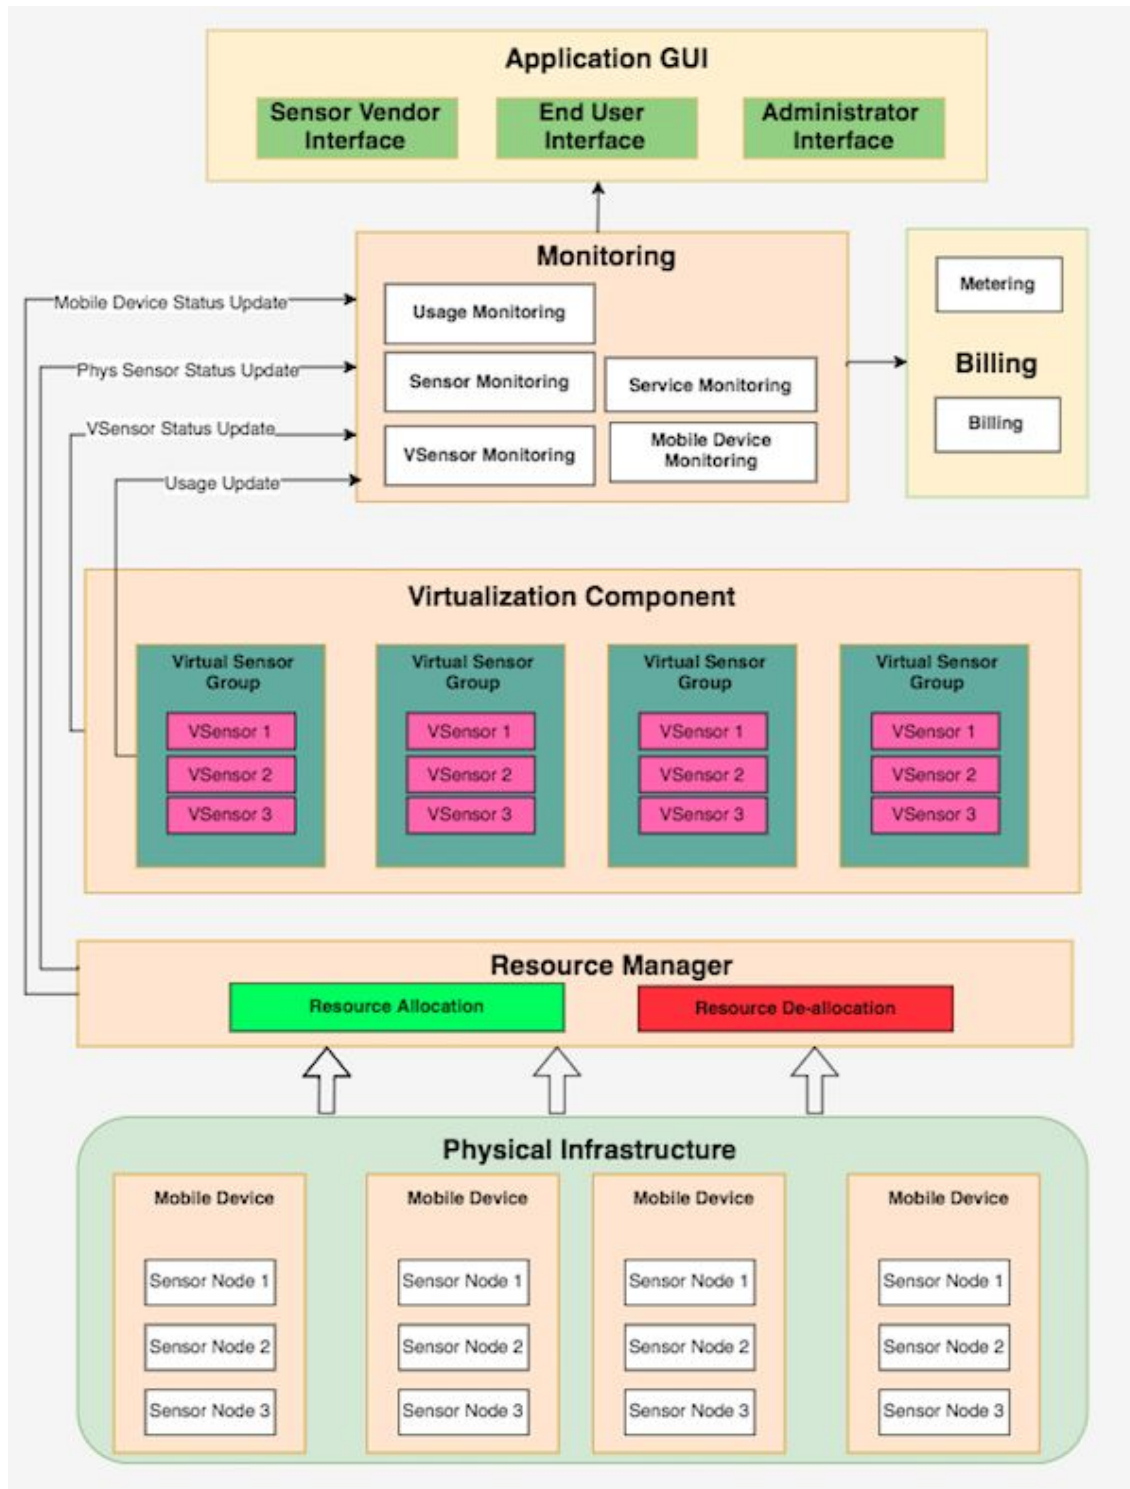 Application GUI
Sensor Vendor
Interface
End User
Interface
Administrator
Interface
Monitoring
Usage Monitoring
Sensor Monitoring
VSensor Monitoring
Service Monitoring
Mobile Device
Monitoring
Metering
Billing
Billing
Mobile Device Status Update
Phys Sensor Status Update
VSensor Status Update
Usage Update
Virtualization Component
Virtual Sensor
Group
VSensor 1
VSensor 2
VSensor 3
Virtual Sensor
Group
VSensor 1
VSensor 2
VSensor 3
Virtual Sensor
Group
VSensor 1
VSensor 2
VSensor 3
Virtual Sensor
Group
VSensor 1
VSensor 2
VSensor 3
Resource Manager
Resource Allocation
Resource De-allocation
Physical Infrastructure
Mobile Device
Sensor Node 1
Sensor Node 2
Sensor Node 3
Mobile Device
Sensor Node 1
Sensor Node 2
Sensor Node 3
Mobile Device
Sensor Node 1
Sensor Node 2
Sensor Node 3
Mobile Device
Sensor Node 1
Sensor Node 2
Sensor Node 3